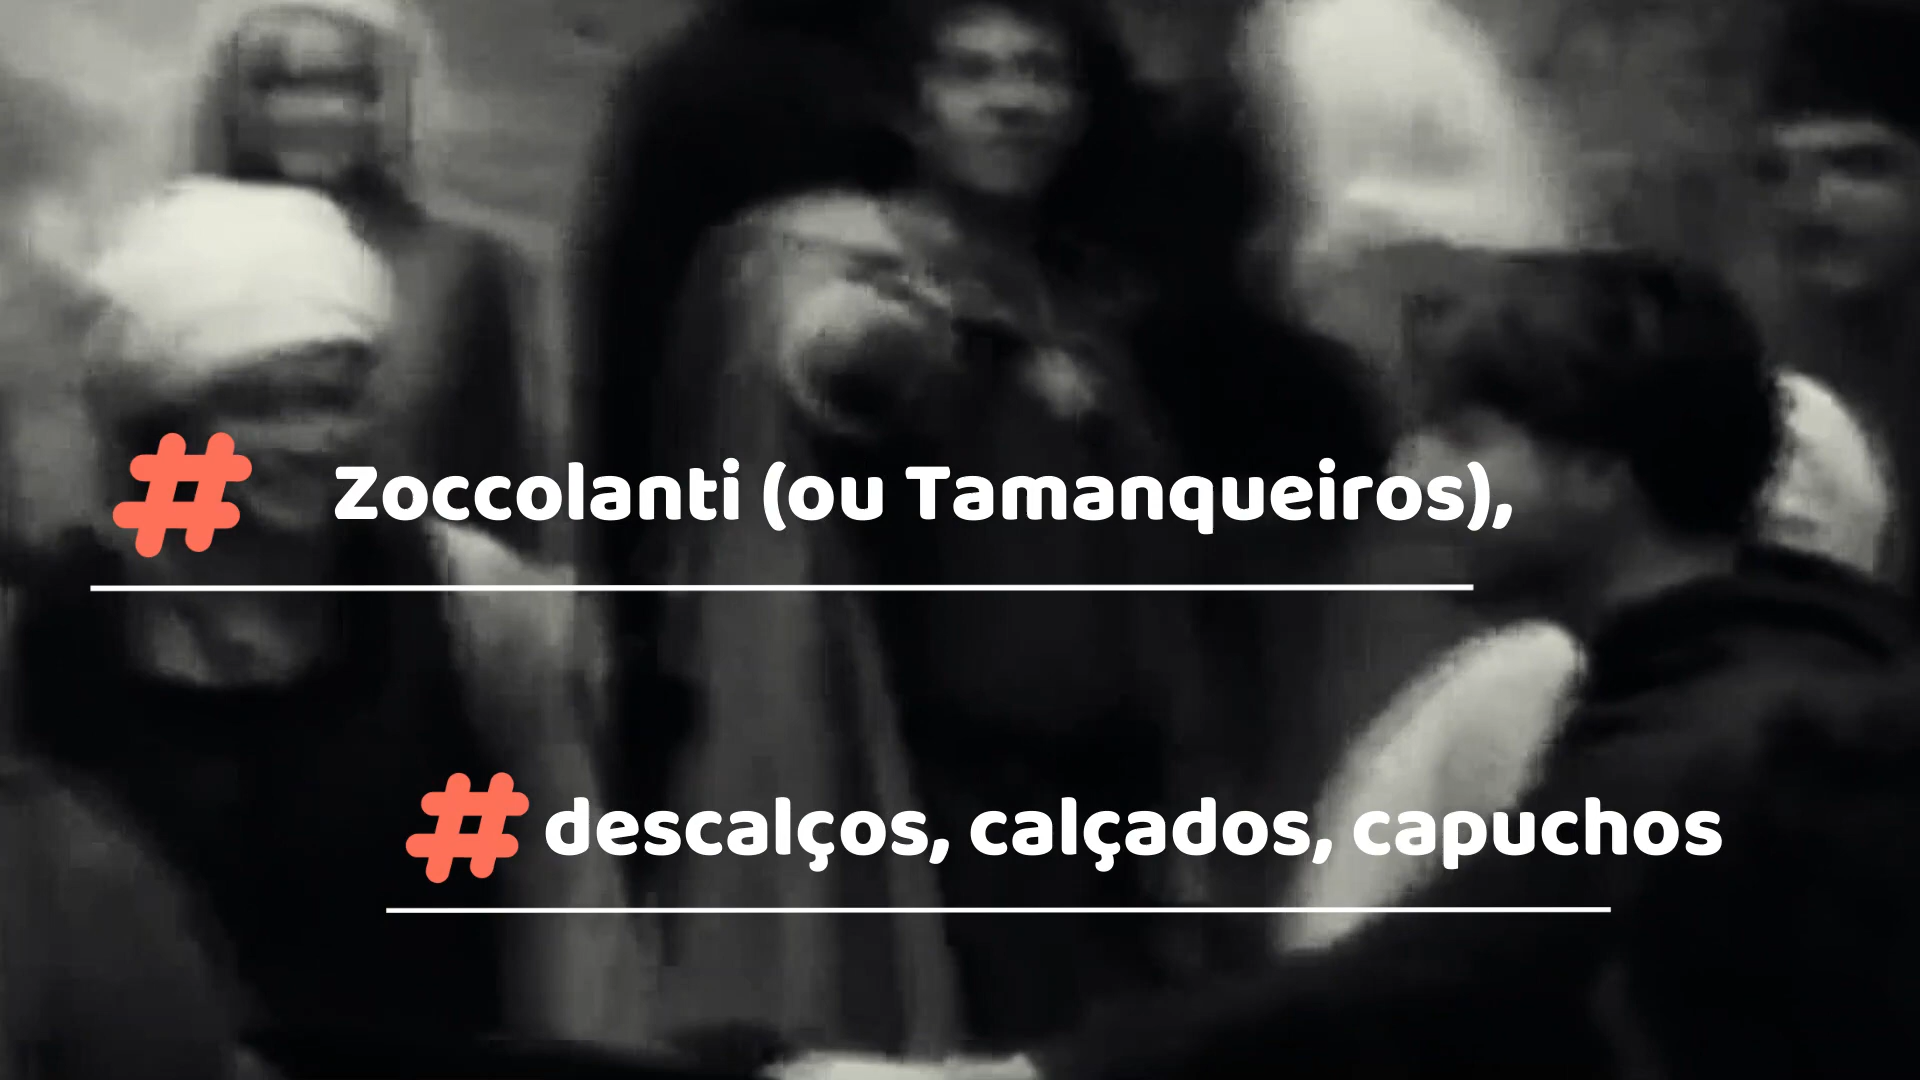 # Zoccolanti (ou Tamanqueiros),
# descalços, calçados, capuchos